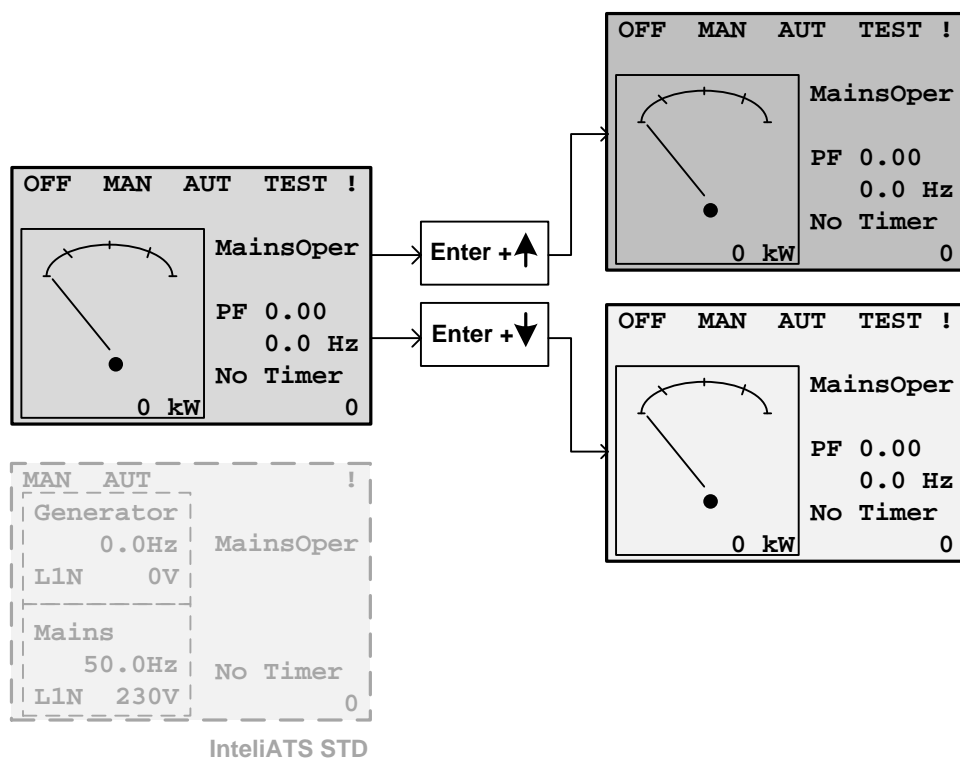 OFF MAN AUT TEST !
MainsOper
PF 0.00
0.0 Hz
No Timer
0 kW 0
Enter +
Enter +
OFF MAN AUT TEST !
MainsOper
PF 0.00
0.0 Hz
No Timer
0 kW 0
OFF MAN AUT TEST !
MainsOper
PF 0.00
0.0 Hz
No Timer
0 kW 0
MAN AUT !
Generator
0.0Hz MainsOper
L1N 0V
Mains
50.0Hz No Timer
L1N 230V 0
InteliATS STD